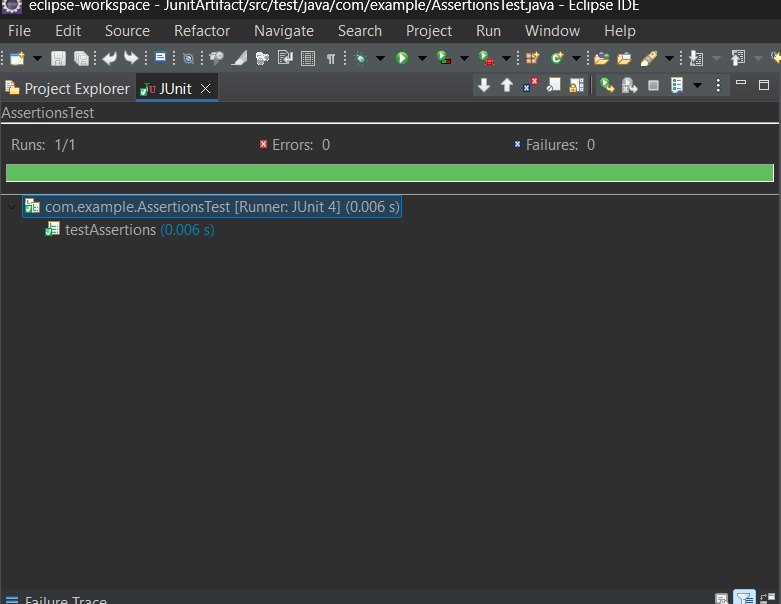 eclipse-workspace - JunitArtifact/src/test/java/com/example/AssertionsTest.java - Eclipse IDE
File Edit Source Refactor Navigate Search Project Run Window Help
Project Explorer JUnit
AssertionsTest
Runs: 1/1 Errors: 0 Failures: 0
com.example.AssertionsTest [Runner: JUnit 4] (0.006 s)
testAssertions (0.006 s)
Failure Trace